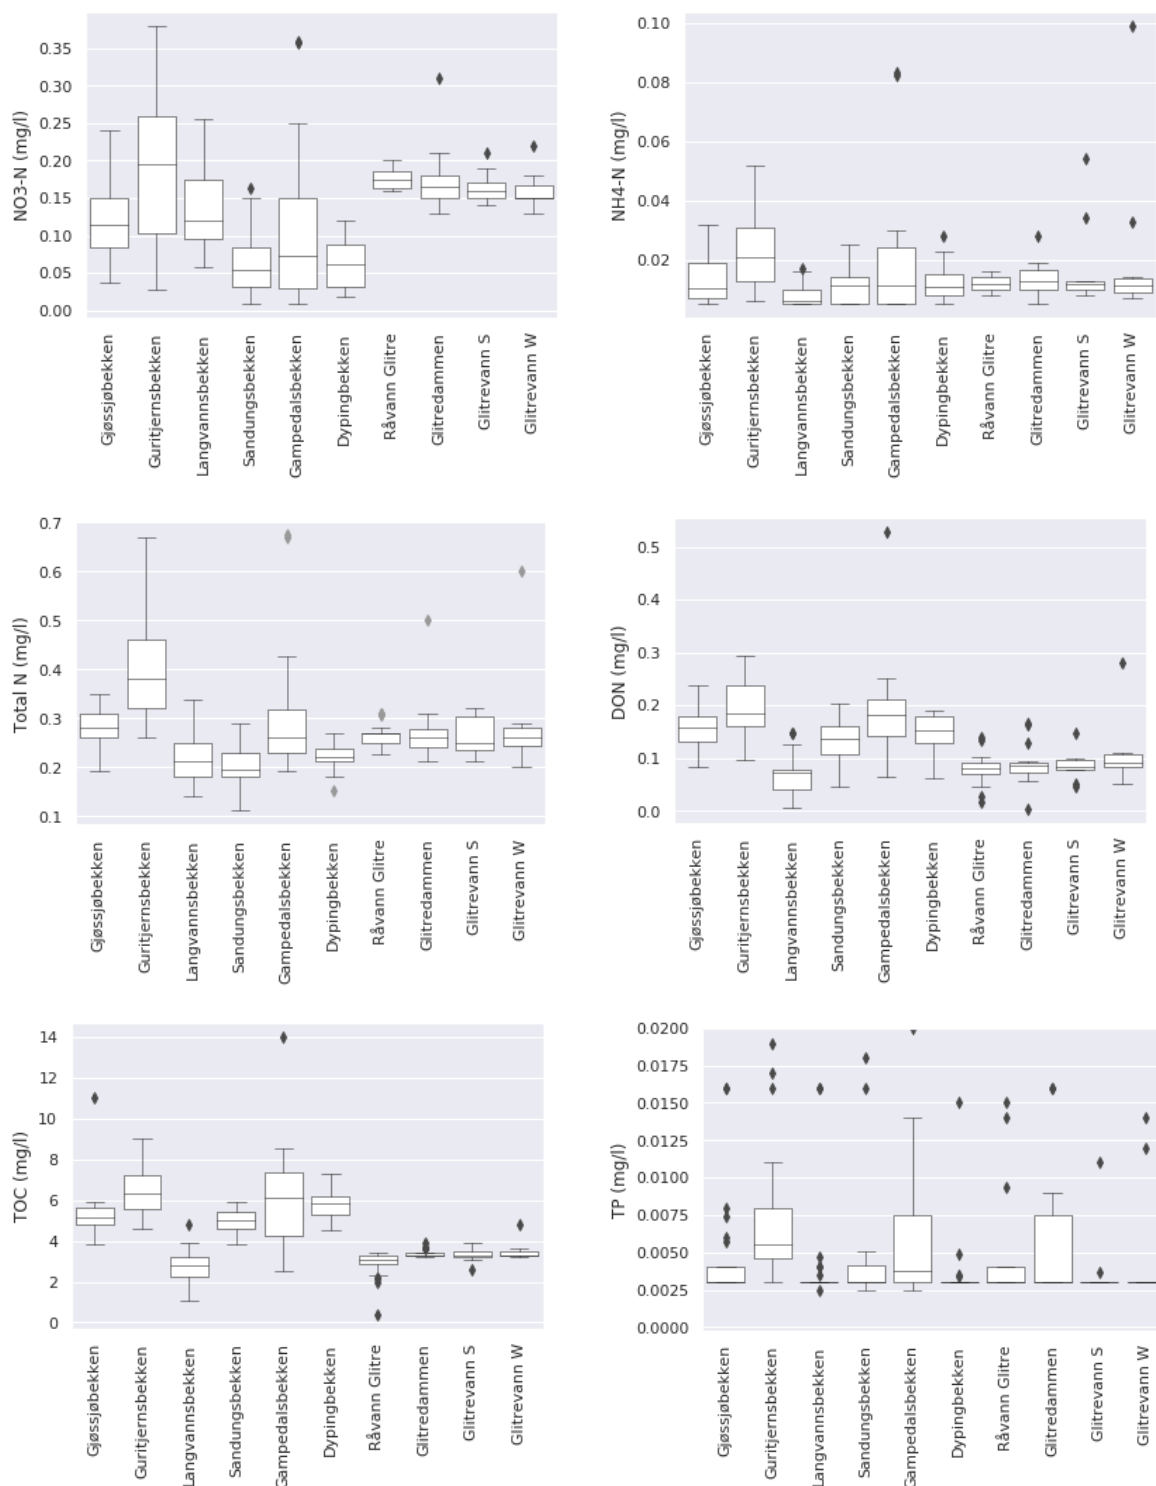 NO3-N (mg/l)
0.35
0.30
0.25
0.20
0.15
0.10
0.05
0.00
Gjøssjøbekken
Guritjernsbekken
Langvannsbekken
Sandungsbekken
Gampedalsbekken
Dypingbekken
Råvann Glitre
Glitredammen
Glitrevann S
Glitrevann W
NH4-N (mg/l)
0.10
0.08
0.06
0.04
0.02
Gjøssjøbekken
Guritjernsbekken
Langvannsbekken
Sandungsbekken
Gampedalsbekken
Dypingbekken
Råvann Glitre
Glitredammen
Glitrevann S
Glitrevann W
Total N (mg/l)
0.7
0.6
0.5
0.4
0.3
0.2
0.1
Gjøssjøbekken
Guritjernsbekken
Langvannsbekken
Sandungsbekken
Gampedalsbekken
Dypingbekken
Råvann Glitre
Glitredammen
Glitrevann S
Glitrevann W
DON (mg/l)
0.5
0.4
0.3
0.2
0.1
0.0
Gjøssjøbekken
Guritjernsbekken
Langvannsbekken
Sandungsbekken
Gampedalsbekken
Dypingbekken
Råvann Glitre
Glitredammen
Glitrevann S
Glitrevann W
TOC (mg/l)
14
12
10
8
6
4
2
0
Gjøssjøbekken
Guritjernsbekken
Langvannsbekken
Sandungsbekken
Gampedalsbekken
Dypingbekken
Råvann Glitre
Glitredammen
Glitrevann S
Glitrevann W
TP (mg/l)
0.0200
0.0175
0.0150
0.0125
0.0100
0.0075
0.0050
0.0025
0.0000
Gjøssjøbekken
Guritjernsbekken
Langvannsbekken
Sandungsbekken
Gampedalsbekken
Dypingbekken
Råvann Glitre
Glitredammen
Glitrevann S
Glitrevann W